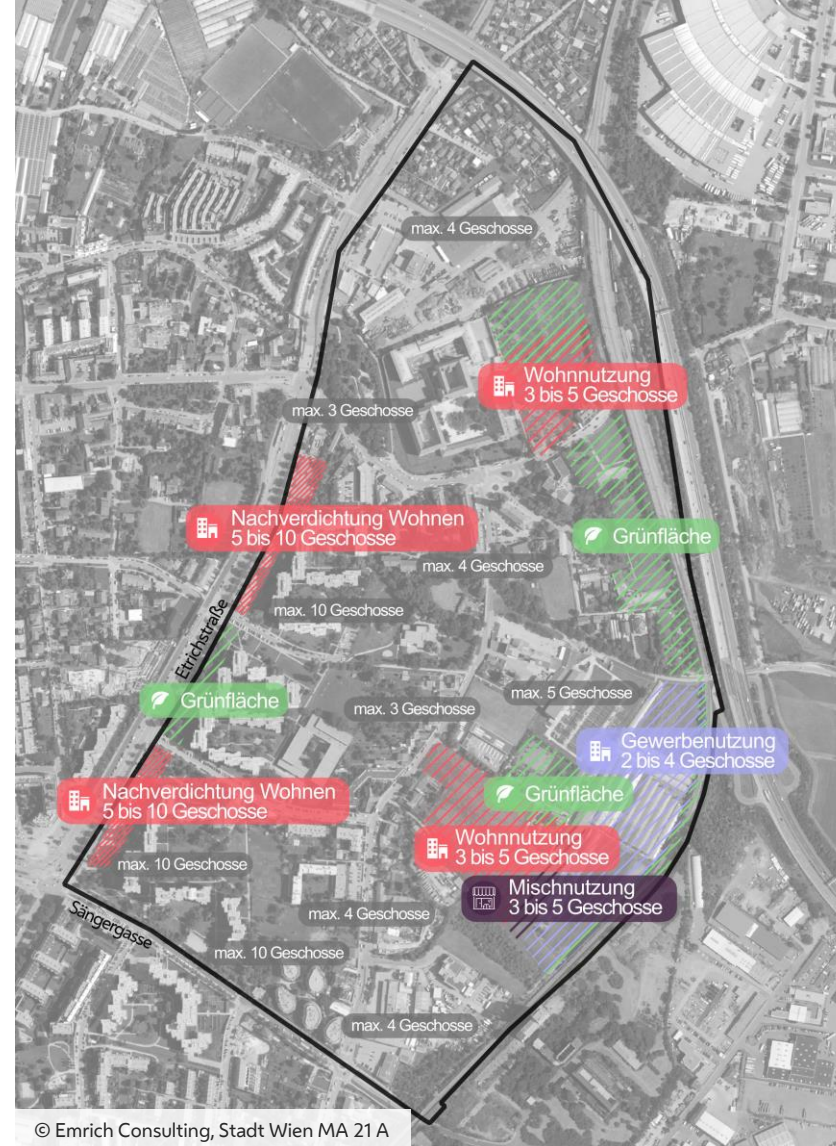 max. 4 Geschosse
Wohnnutzung
3 bis 5 Geschosse
max. 3 Geschosse
Nachverdichtung Wohnen
5 bis 10 Geschosse
Grünfläche
max. 4 Geschosse
max. 10 Geschosse
Etrichstraße
Grünfläche
max. 5 Geschosse
max. 3 Geschosse
Gewerbenutzung
2 bis 4 Geschosse
Nachverdichtung Wohnen
5 bis 10 Geschosse
Grünfläche
Wohnnutzung
3 bis 5 Geschosse
max. 10 Geschosse
Mischnutzung
3 bis 5 Geschosse
Sängergasse
max. 4 Geschosse
max. 10 Geschosse
max. 4 Geschosse
© Emrich Consulting, Stadt Wien MA 21 A